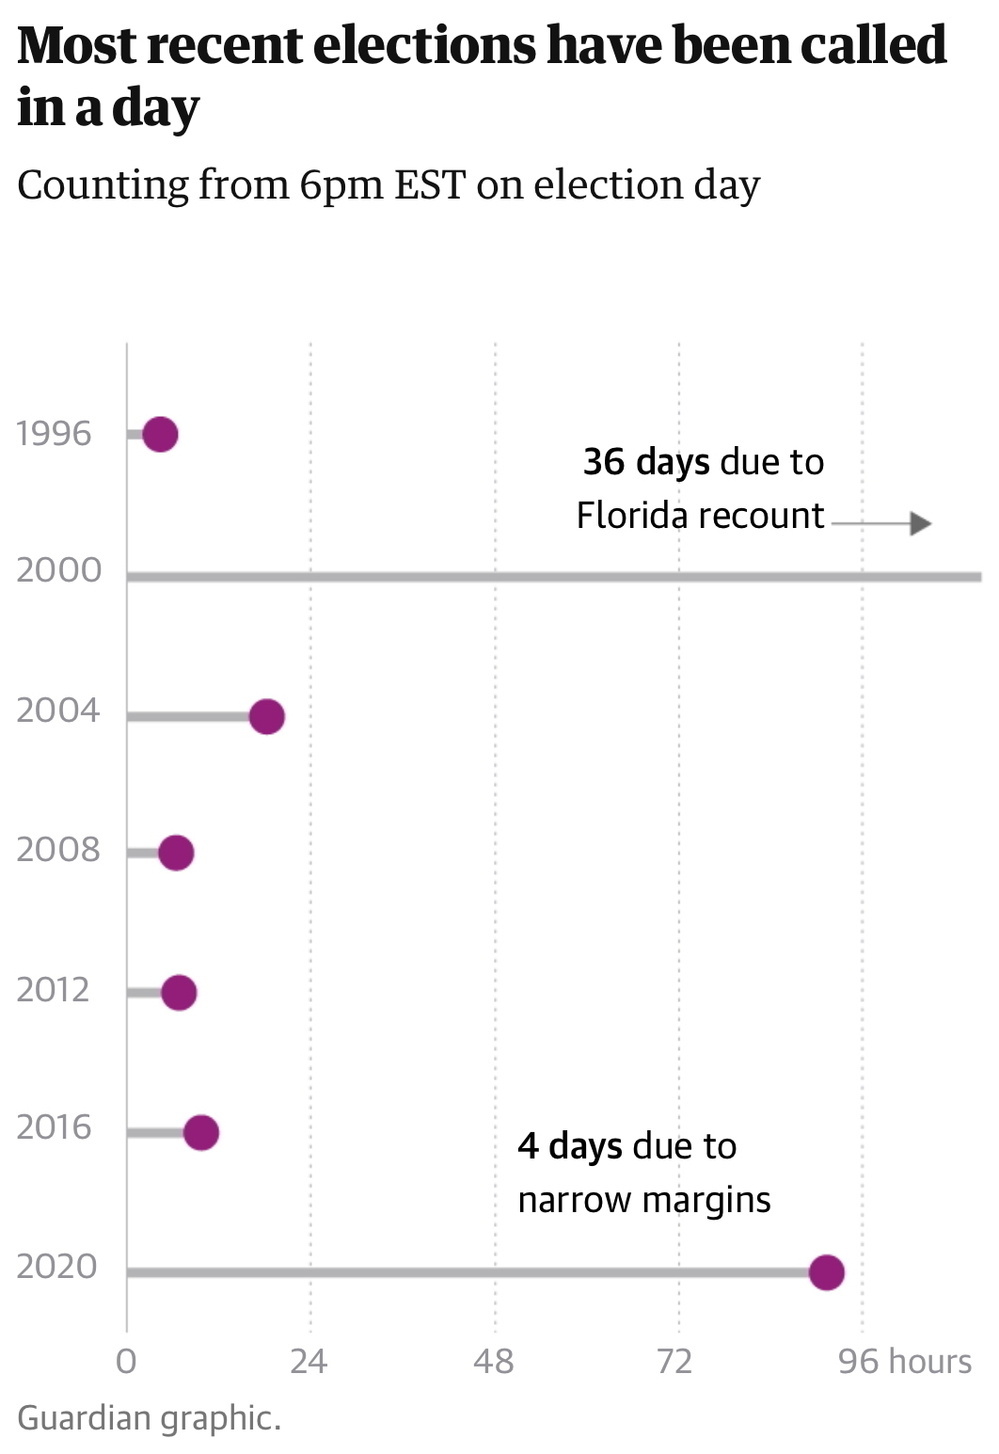 Most recent elections have been called
in a day
Counting from 6pm EST on election day
1996
36 days due to
Florida recount
2000
2004
2008
2012
2016
4 days due to
narrow margins
2020
0 24 48 72 96 hours
Guardian graphic.